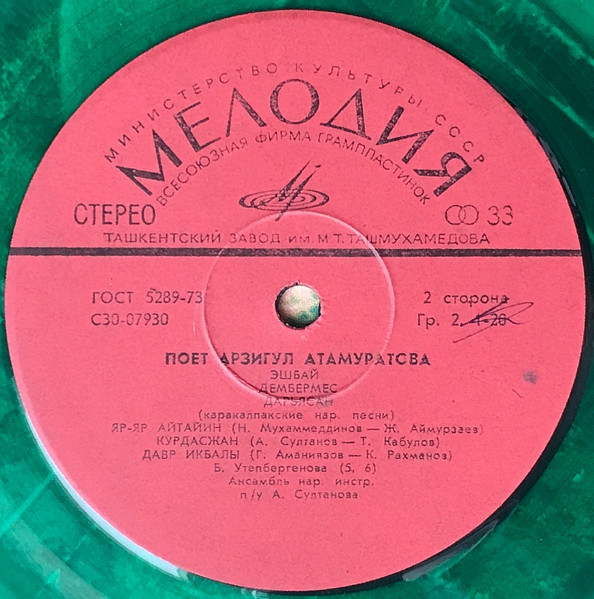 МИНИСТЕРСТВО КУЛЬТУРЫ СССР
МЕЛОДИЯ
ВСЕСОЮЗНАЯ ФИРМА ГРАМПЛАСТИНОК
СТЕРЕО
33
ТАШКЕНТСКИЙ ЗАВОД ИМ. М. Т. ТАШМУХАМЕДОВА
ГОСТ 5289-73
2 сторона
С30-07930
Гр. 2. 1-20
ПОЕТ АРЗИГУЛ АТАМУРАТОВА
ЭШБАЙ
ДЕМБЕРМЕС
ДАРЬЯСАН
(каракалпакские нар. песни)
ЯР-ЯР АЙТАЙИН (Н. Мухаммеддинов — Ж. Аймурзаев)
КУРДАСЖАН (А. Султанов — Т. Кабулов)
ДАВР ИКБАЛЫ (Г. Аманиязов — К. Рахманов)
Б. Утепбергенова (5, 6)
Ансамбль нар. инстр.
п/у А. Султанова